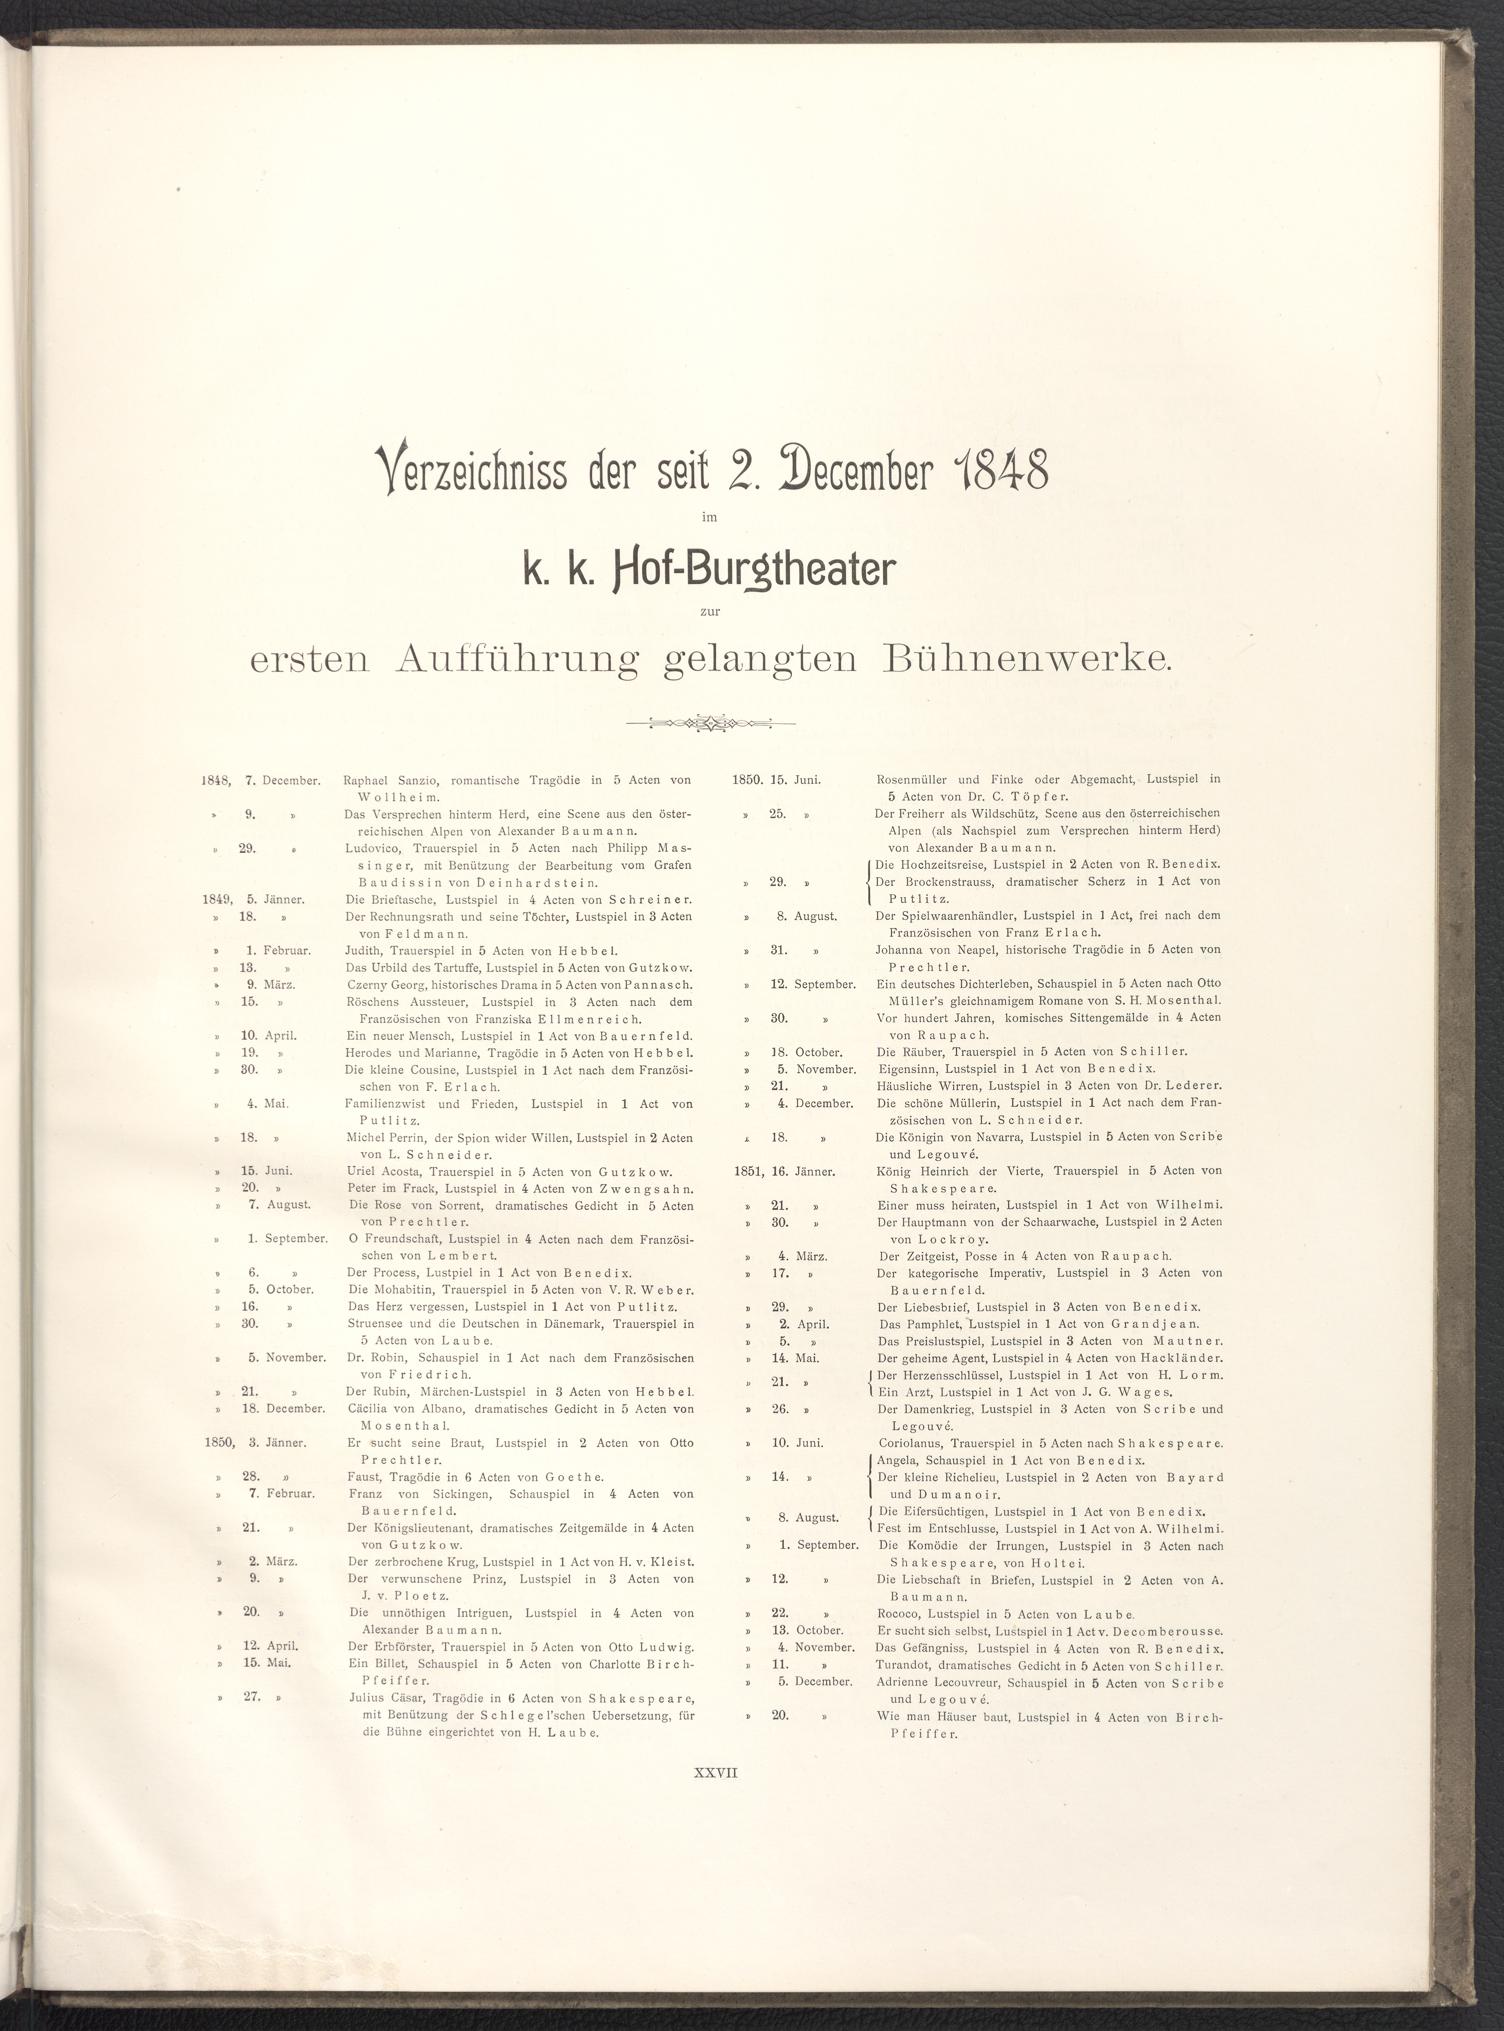 Verzeichniss der seit 2. December 1848
im
k. k. Hof-Burgtheater
zur
ersten Aufführung gelangten Bühnenwerke.
1848, 7. December. Raphael Sanzio, romantische Tragödie in 5 Acten von
Wollheim.
» 9. » Das Versprechen hinterm Herd, eine Scene aus den öster-
reichischen Alpen von Alexander Baumann.
» 29. » Ludovico, Trauerspiel in 5 Acten nach Philipp Mas-
singer, mit Benützung der Bearbeitung vom Grafen
Baudissin von Deinhardstein.
1849, 5. Jänner. Die Brieftasche, Lustspiel in 4 Acten von Schreiner.
» 18. » Der Rechnungsrath und seine Töchter, Lustspiel in 3 Acten
von Feldmann.
» 1. Februar. Judith, Trauerspiel in 5 Acten von Hebbel.
» 13. » Das Urbild des Tartuffe, Lustspiel in 5 Acten von Gutzkow.
» 9. März. Czerny Georg, historisches Drama in 5 Acten von Pannasch.
» 15. » Röschens Aussteuer, Lustspiel in 3 Acten nach dem
Französischen von Franziska Ellmenreich.
» 10. April. Ein neuer Mensch, Lustspiel in 1 Act von Bauernfeld.
» 19. » Herodes und Marianne, Tragödie in 5 Acten von Hebbel.
» 30. » Die kleine Cousine, Lustspiel in 1 Act nach dem Französi-
schen von F. Erlach.
» 4. Mai. Familienzwist und Frieden, Lustspiel in 1 Act von
Putlitz.
» 18. » Michel Perrin, der Spion wider Willen, Lustspiel in 2 Acten
von L. Schneider.
» 15. Juni. Uriel Acosta, Trauerspiel in 5 Acten von Gutzkow.
» 20. » Peter im Frack, Lustspiel in 4 Acten von Zwengsahn.
» 7. August. Die Rose von Sorrent, dramatisches Gedicht in 5 Acten
von Prechtler.
» 1. September. O Freundschaft, Lustspiel in 4 Acten nach dem Französi-
schen von Lembert.
» 6. » Der Process, Lustpiel in 1 Act von Benedix.
» 5. October. Die Mohabitin, Trauerspiel in 5 Acten von V. R. Weber.
» 16. » Das Herz vergessen, Lustspiel in 1 Act von Putlitz.
» 30. » Struensee und die Deutschen in Dänemark, Trauerspiel in
5 Acten von Laube.
» 5. November. Dr. Robin, Schauspiel in 1 Act nach dem Französischen
von Friedrich.
» 21. » Der Rubin, Märchen-Lustspiel in 3 Acten von Hebbel.
» 18. December. Cäcilia von Albano, dramatisches Gedicht in 5 Acten von
Mosenthal.
1850, 3. Jänner. Er sucht seine Braut, Lustspiel in 2 Acten von Otto
Prechtler.
» 28. » Faust, Tragödie in 6 Acten von Goethe.
» 7. Februar. Franz von Sickingen, Schauspiel in 4 Acten von
Bauernfeld.
» 21. » Der Königslieutenant, dramatisches Zeitgemälde in 4 Acten
von Gutzkow.
» 2. März. Der zerbrochene Krug, Lustspiel in 1 Act von H. v. Kleist.
» 9. » Der verwunschene Prinz, Lustspiel in 3 Acten von
J. v. Ploetz.
» 20. » Die unnöthigen Intriguen, Lustspiel in 4 Acten von
Alexander Baumann.
» 12. April. Der Erbförster, Trauerspiel in 5 Acten von Otto Ludwig.
» 15. Mai. Ein Billet, Schauspiel in 5 Acten von Charlotte Birch-
Pfeiffer.
» 27. » Julius Cäsar, Tragödie in 6 Acten von Shakespeare,
mit Benützung der Schlegel'schen Uebersetzung, für
die Bühne eingerichtet von H. Laube.
1850. 15. Juni. Rosenmüller und Finke oder Abgemacht, Lustspiel in
5 Acten von Dr. C. Töpfer.
» 25. » Der Freiherr als Wildschütz, Scene aus den österreichischen
Alpen (als Nachspiel zum Versprechen hinterm Herd)
von Alexander Baumann.
Die Hochzeitsreise, Lustspiel in 2 Acten von R. Benedix.
» 29. » Der Brockenstrauss, dramatischer Scherz in 1 Act von
Putlitz.
» 8. August. Der Spielwaarenhändler, Lustspiel in 1 Act, frei nach dem
Französischen von Franz Erlach.
» 31. » Johanna von Neapel, historische Tragödie in 5 Acten von
Prechtler.
» 12. September. Ein deutsches Dichterleben, Schauspiel in 5 Acten nach Otto
Müller's gleichnamigem Romane von S. H. Mosenthal.
» 30. » Vor hundert Jahren, komisches Sittengemälde in 4 Acten
von Raupach.
» 18. October. Die Räuber, Trauerspiel in 5 Acten von Schiller.
» 5. November. Eigensinn, Lustspiel in 1 Act von Benedix.
» 21. » Häusliche Wirren, Lustspiel in 3 Acten von Dr. Lederer.
» 4. December. Die schöne Müllerin, Lustspiel in 1 Act nach dem Fran-
zösischen von L. Schneider.
» 18. » Die Königin von Navarra, Lustspiel in 5 Acten von Scribe
und Legouvé.
1851, 16. Jänner. König Heinrich der Vierte, Trauerspiel in 5 Acten von
Shakespeare.
» 21. » Einer muss heiraten, Lustspiel in 1 Act von Wilhelmi.
» 30. » Der Hauptmann von der Schaarwache, Lustspiel in 2 Acten
von Lockroy.
» 4. März. Der Zeitgeist, Posse in 4 Acten von Raupach.
» 17. » Der kategorische Imperativ, Lustspiel in 3 Acten von
Bauernfeld.
» 29. » Der Liebesbrief, Lustspiel in 3 Acten von Benedix.
» 2. April. Das Pamphlet, Lustspiel in 1 Act von Grandjean.
» 5. » Das Preislustspiel, Lustspiel in 3 Acten von Mautner.
» 14. Mai. Der geheime Agent, Lustspiel in 4 Acten von Hackländer.
» 21. » Der Herzensschlüssel, Lustspiel in 1 Act von H. Lorm.
Ein Arzt, Lustspiel in 1 Act von J. G. Wages.
» 26. » Der Damenkrieg, Lustspiel in 3 Acten von Scribe und
Legouvé.
» 10. Juni. Coriolanus, Trauerspiel in 5 Acten nach Shakespeare.
Angela, Schauspiel in 1 Act von Benedix.
» 14. » Der kleine Richelieu, Lustspiel in 2 Acten von Bayard
und Dumanoir.
» 8. August. Die Eifersüchtigen, Lustspiel in 1 Act von Benedix.
Fest im Entschlusse, Lustspiel in 1 Act von A. Wilhelmi.
» 1. September. Die Komödie der Irrungen, Lustspiel in 3 Acten nach
Shakespeare, von Holtei.
» 12. » Die Liebschaft in Briefen, Lustspiel in 2 Acten von A.
Baumann.
» 22. » Rococo, Lustspiel in 5 Acten von Laube.
» 13. October. Er sucht sich selbst, Lustspiel in 1 Act v. Decomberousse.
» 4. November. Das Gefängniss, Lustspiel in 4 Acten von R. Benedix.
» 11. » Turandot, dramatisches Gedicht in 5 Acten von Schiller.
» 5. December. Adrienne Lecouvreur, Schauspiel in 5 Acten von Scribe
und Legouvé.
» 20. » Wie man Häuser baut, Lustspiel in 4 Acten von Birch-
Pfeiffer.
XXVII